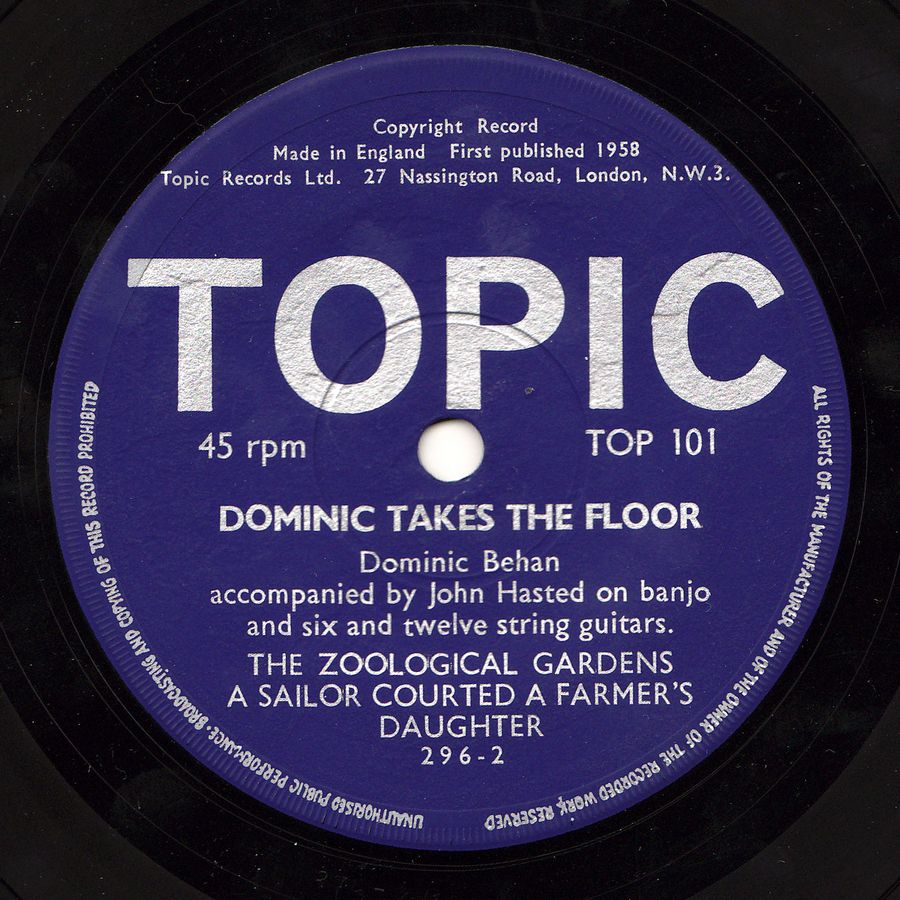 Copyright Record
Made in England First published 1958
Topic Records Ltd. 27 Nassington Road, London, N.W.3.
TOPIC
45 rpm
TOP 101
DOMINIC TAKES THE FLOOR
Dominic Behan
accompanied by John Hasted on banjo
and six and twelve string guitars.
THE ZOOLOGICAL GARDENS
A SAILOR COURTED A FARMER'S
DAUGHTER
296-2
ALL RIGHTS OF THE MANUFACTURER AND OF THE OWNER OF THE RECORDED WORK RESERVED
UNAUTHORISED PUBLIC PERFORMANCE · BROADCASTING AND COPYING OF THIS RECORD PROHIBITED